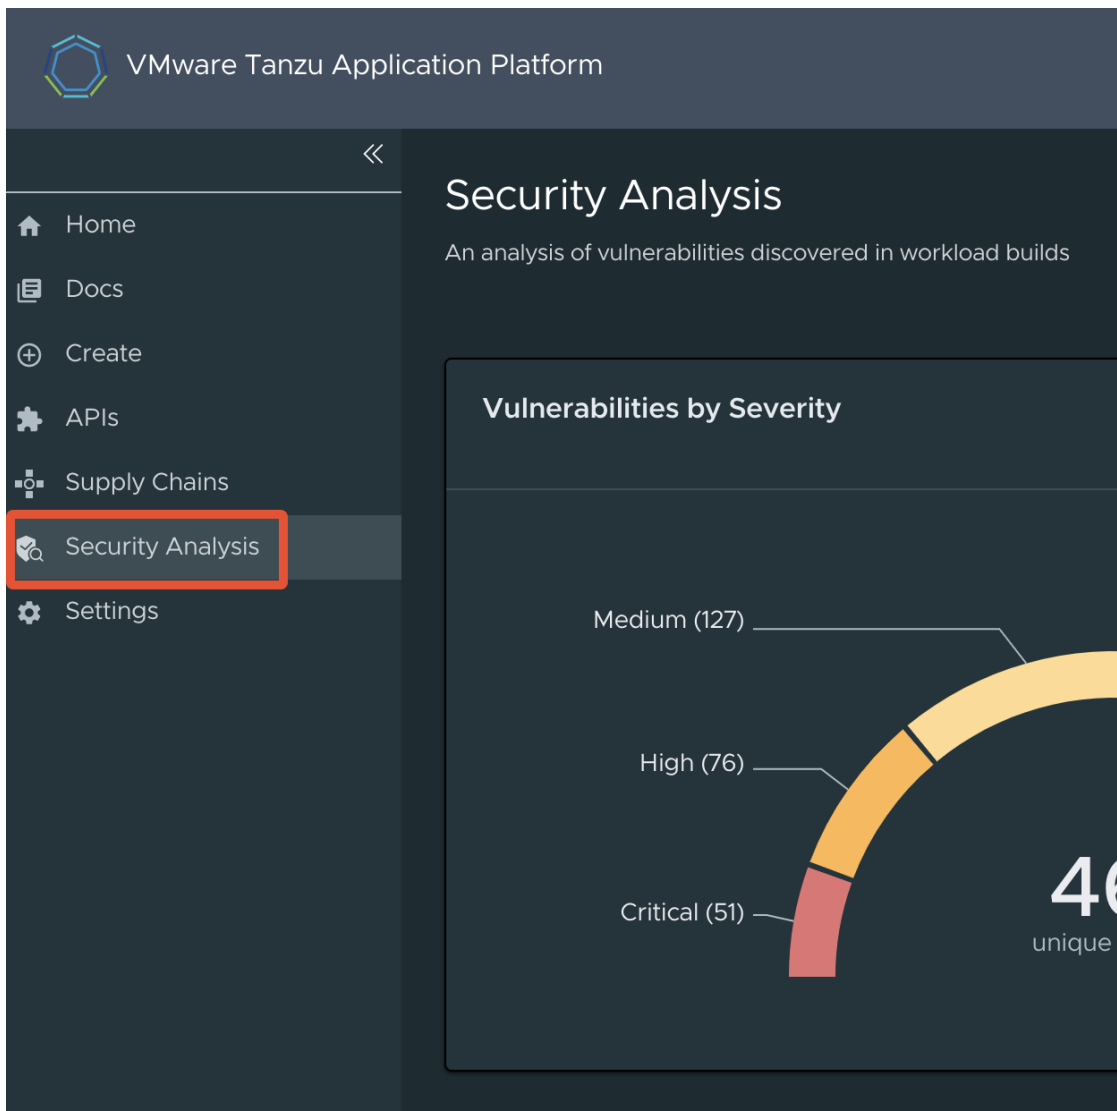 VMware Tanzu Application Platform
Home
Docs
Create
APIs
Supply Chains
Security Analysis
Settings
Security Analysis
An analysis of vulnerabilities discovered in workload builds
Vulnerabilities by Severity
Medium (127)
High (76)
Critical (51)
unique